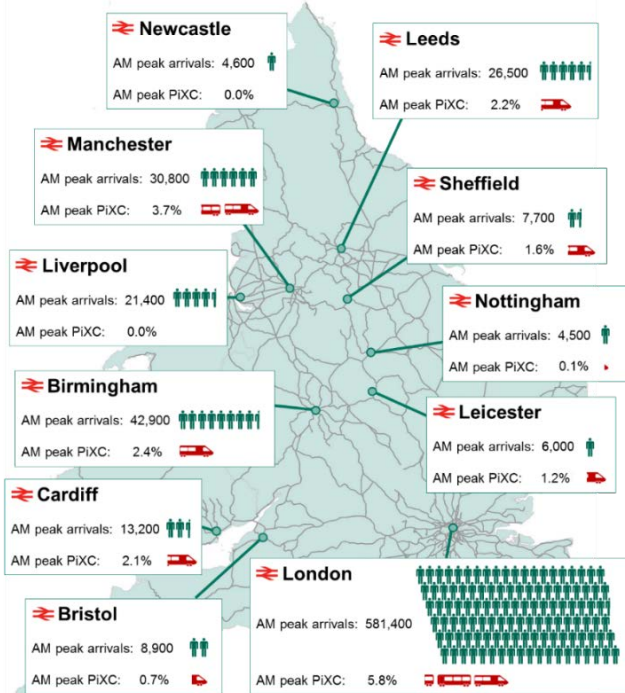 Newcastle
AM peak arrivals: 4,600
AM peak PiXC: 0.0%
Leeds
AM peak arrivals: 26,500
AM peak PiXC: 2.2%
Manchester
AM peak arrivals: 30,800
AM peak PiXC: 3.7%
Sheffield
AM peak arrivals: 7,700
AM peak PiXC: 1.6%
Liverpool
AM peak arrivals: 21,400
AM peak PiXC: 0.0%
Nottingham
AM peak arrivals: 4,500
AM peak PiXC: 0.1%
Birmingham
AM peak arrivals: 42,900
AM peak PiXC: 2.4%
Leicester
AM peak arrivals: 6,000
AM peak PiXC: 1.2%
Cardiff
AM peak arrivals: 13,200
AM peak PiXC: 2.1%
London
AM peak arrivals: 581,400
AM peak PiXC: 5.8%
Bristol
AM peak arrivals: 8,900
AM peak PiXC: 0.7%